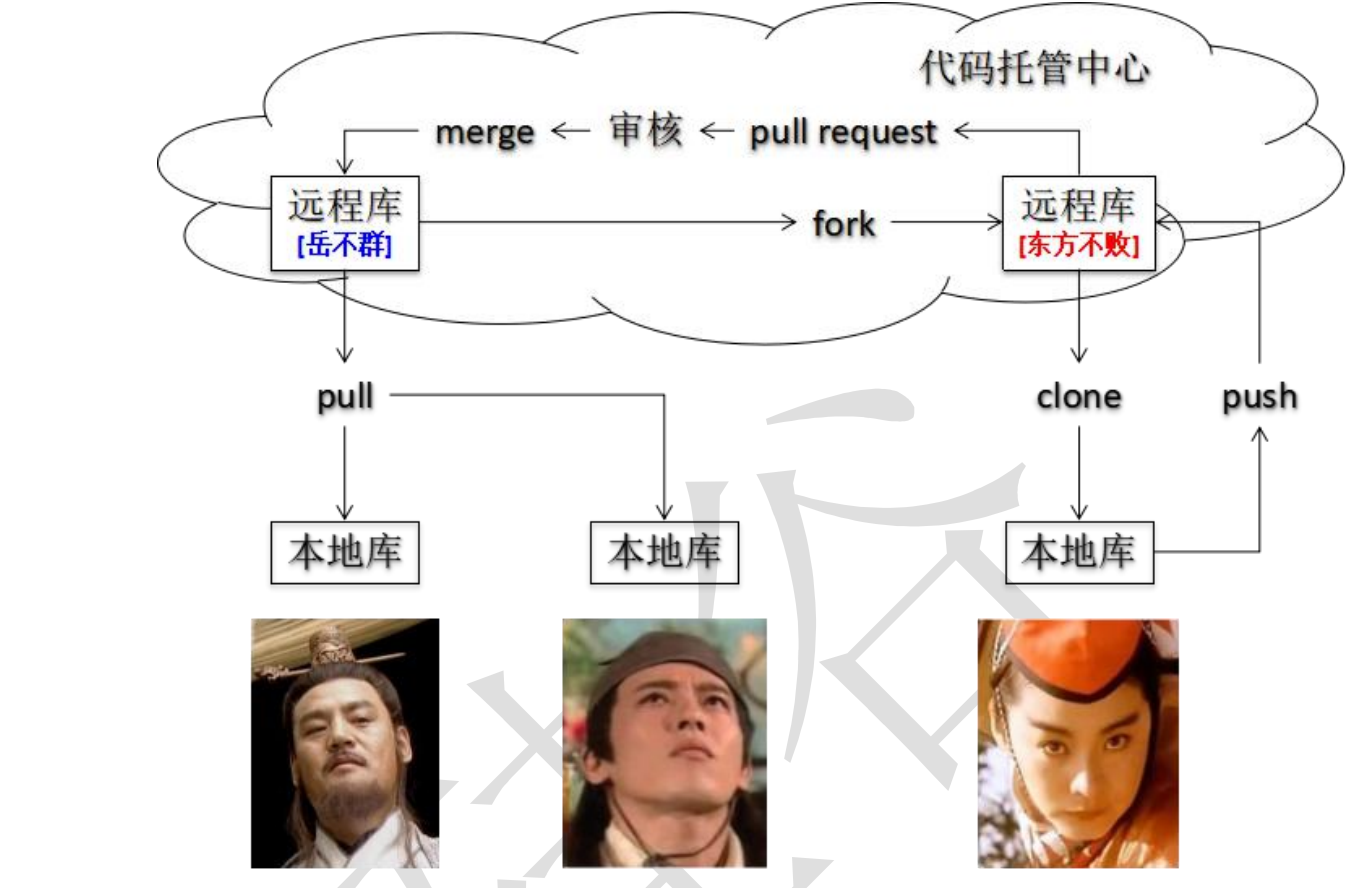 代码托管中心
merge
审核
pull request
远程库
[岳不群]
fork
远程库
[东方不败]
pull
clone
push
本地库
本地库
本地库